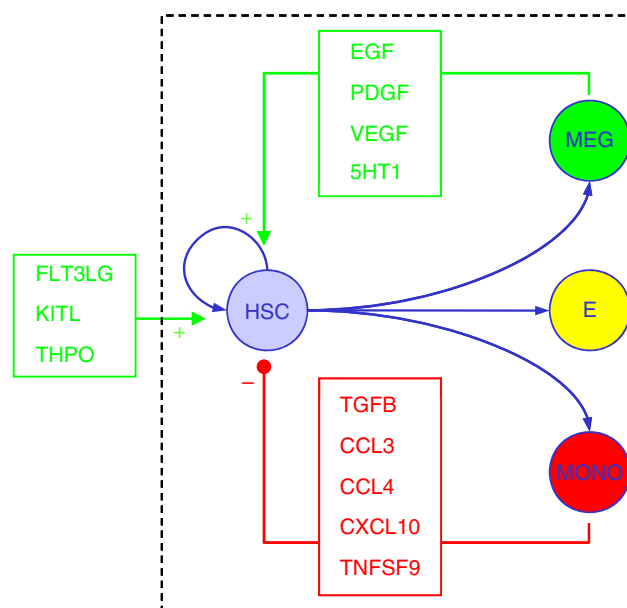 EGF
PDGF
VEGF
5HT1
MEG
+
FLT3LG
KITL
THPO
+
HSC
E
−
TGFB
CCL3
CCL4
CXCL10
TNFSF9
MONO